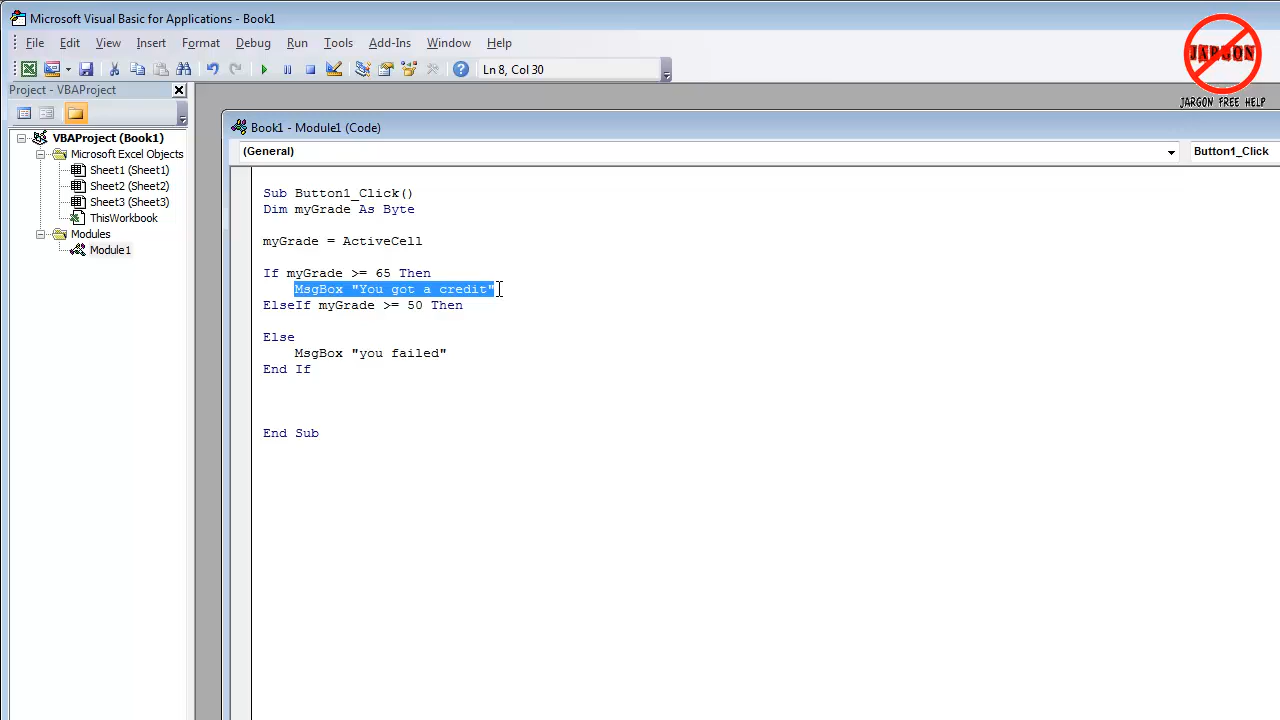 Microsoft Visual Basic for Applications - Book1
File Edit View Insert Format Debug Run Tools Add-Ins Window Help
Ln 8, Col 30
JARGON
JARGON FREE HELP
Project - VBAProject
VBAProject (Book1)
Microsoft Excel Objects
Sheet1 (Sheet1)
Sheet2 (Sheet2)
Sheet3 (Sheet3)
ThisWorkbook
Modules
Module1
Book1 - Module1 (Code)
(General) Button1_Click
Sub Button1_Click()
Dim myGrade As Byte
myGrade = ActiveCell
If myGrade >= 65 Then
MsgBox "You got a credit"
ElseIf myGrade >= 50 Then
Else
MsgBox "you failed"
End If
End Sub